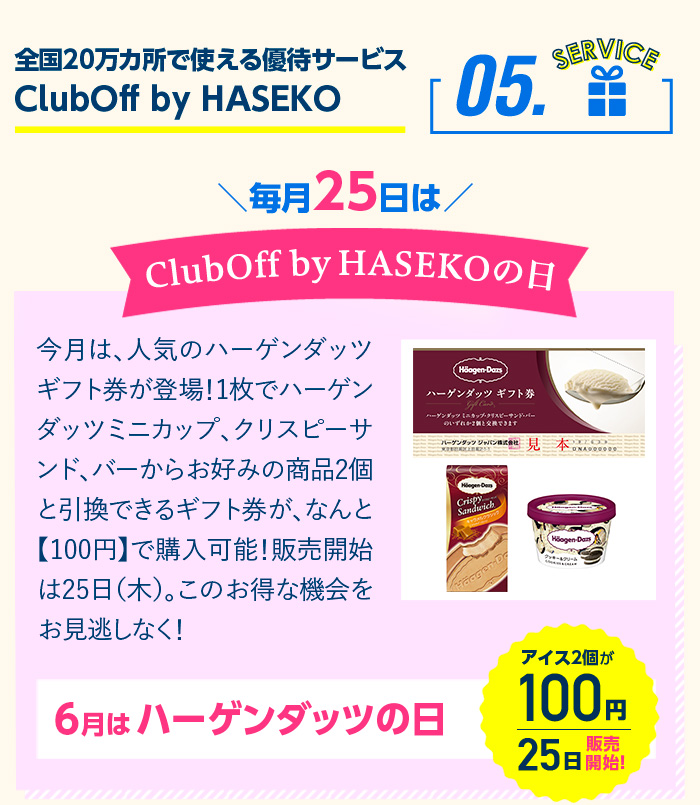 全国20万カ所で使える優待サービス
ClubOff by HASEKO
05.
SERVICE
＼毎月25日は／
ClubOff by HASEKOの日
今月は、人気のハーゲンダッツ
ギフト券が登場！1枚でハーゲン
ダッツミニカップ、クリスピーサ
ンド、バーからお好みの商品2個
と引換できるギフト券が、なんと
【100円】で購入可能！販売開始
は25日（木）。このお得な機会を
お見逃しなく！
Häagen-Dazs
ハーゲンダッツ ギフト券
ハーゲンダッツ ミニカップ・クリスピーサンド・バー
のいずれか2個と交換できます
ハーゲンダッツ ジャパン株式会社
見本
DNA000000
Häagen-Dazs
Crispy
Sandwich
Häagen-Dazs
クッキー&クリーム
6月は ハーゲンダッツの日
アイス2個が
100円
25日 販売開始！